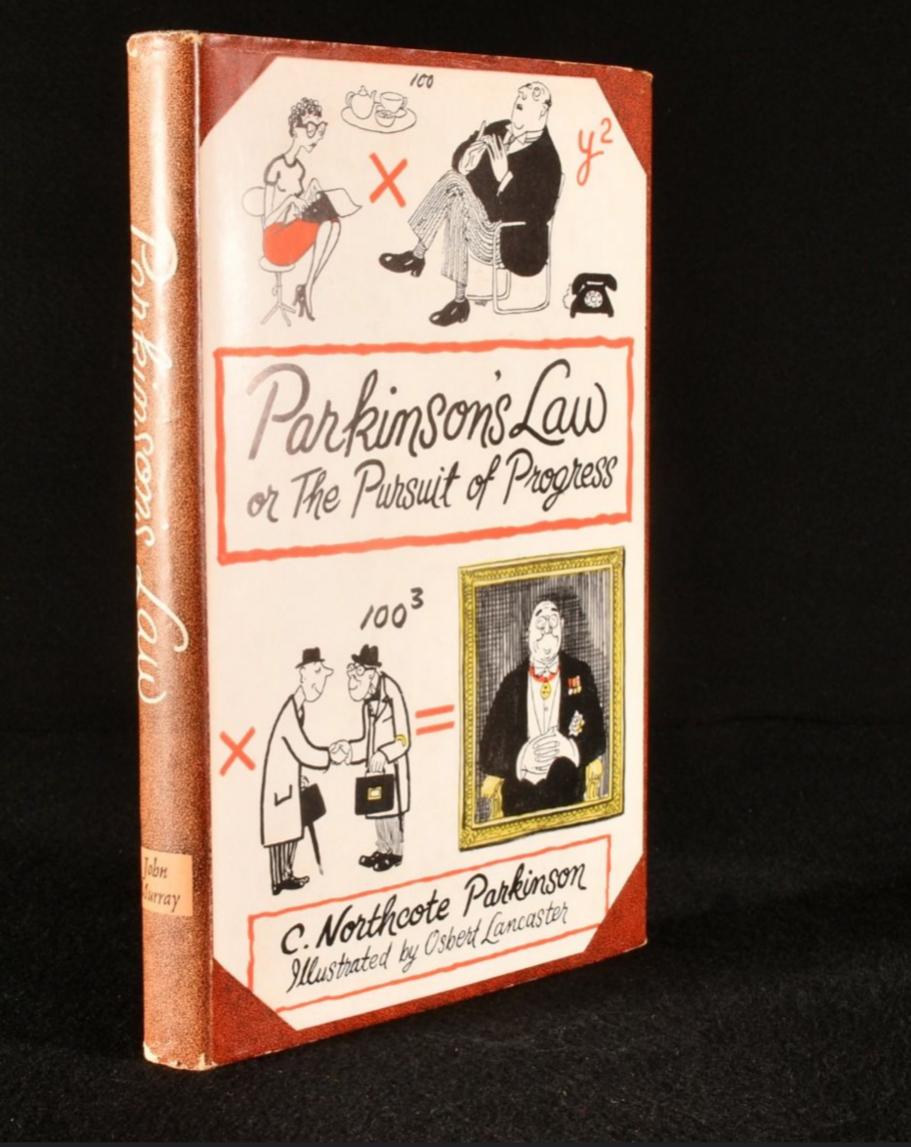 100
x
y²
Parkinson's Law
or The Pursuit of Progress
100³
x
=
C. Northcote Parkinson
Illustrated by Osbert Lancaster
Parkinson's Law
John
Murray